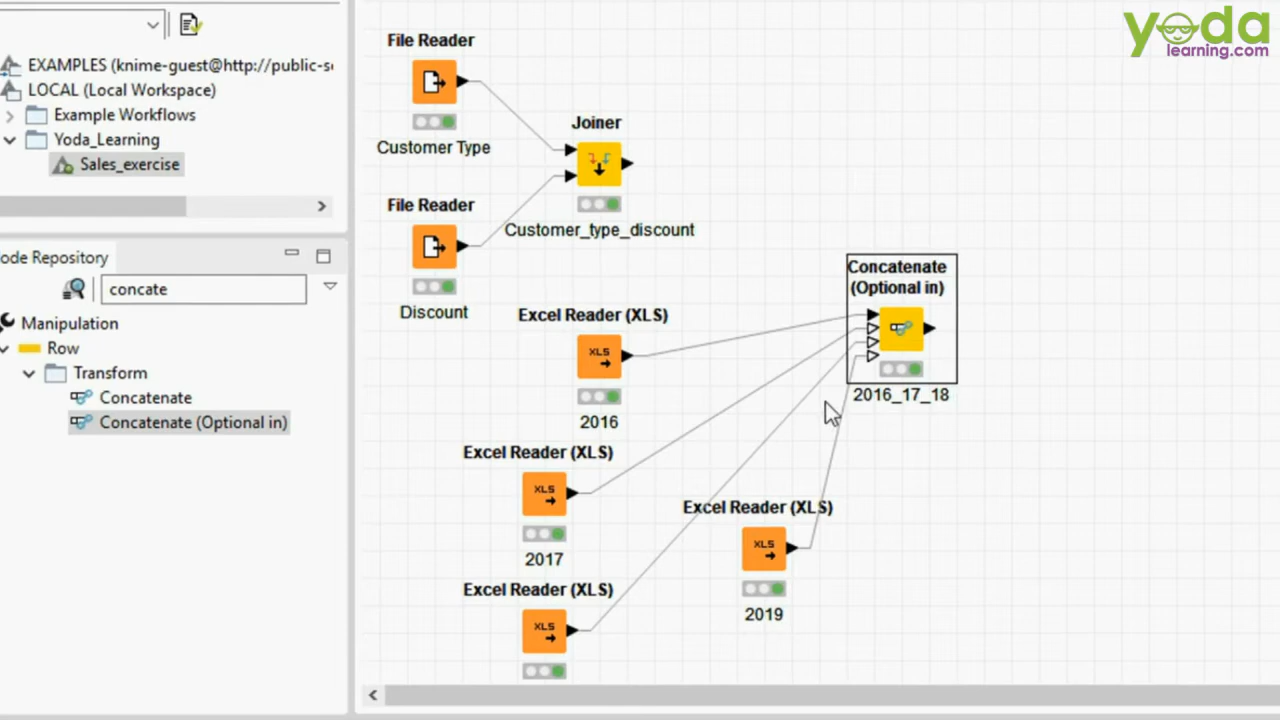 yoda
learning.com
EXAMPLES (knime-guest@http://public-s
LOCAL (Local Workspace)
Example Workflows
Yoda_Learning
Sales_exercise
ode Repository
concate
Manipulation
Row
Transform
Concatenate
Concatenate (Optional in)
File Reader
Customer Type
Joiner
Customer_type_discount
File Reader
Discount
Excel Reader (XLS)
XLS
2016
Excel Reader (XLS)
XLS
2017
Excel Reader (XLS)
XLS
Excel Reader (XLS)
XLS
2019
Concatenate
(Optional in)
2016_17_18